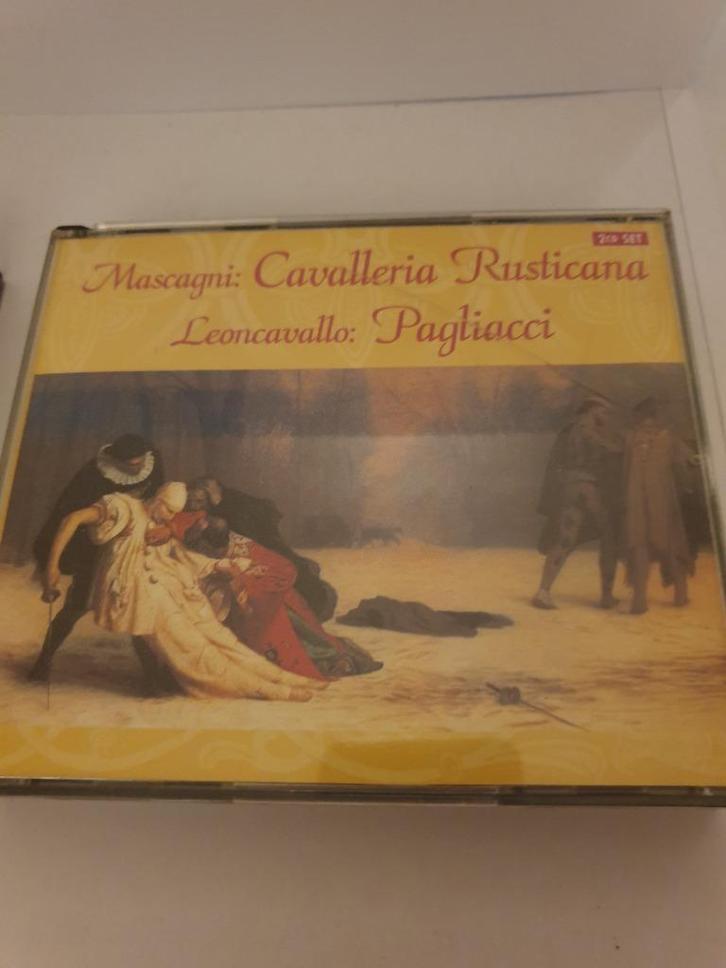 2CD SET
Mascagni: Cavalleria Rusticana
Leoncavallo: Pagliacci